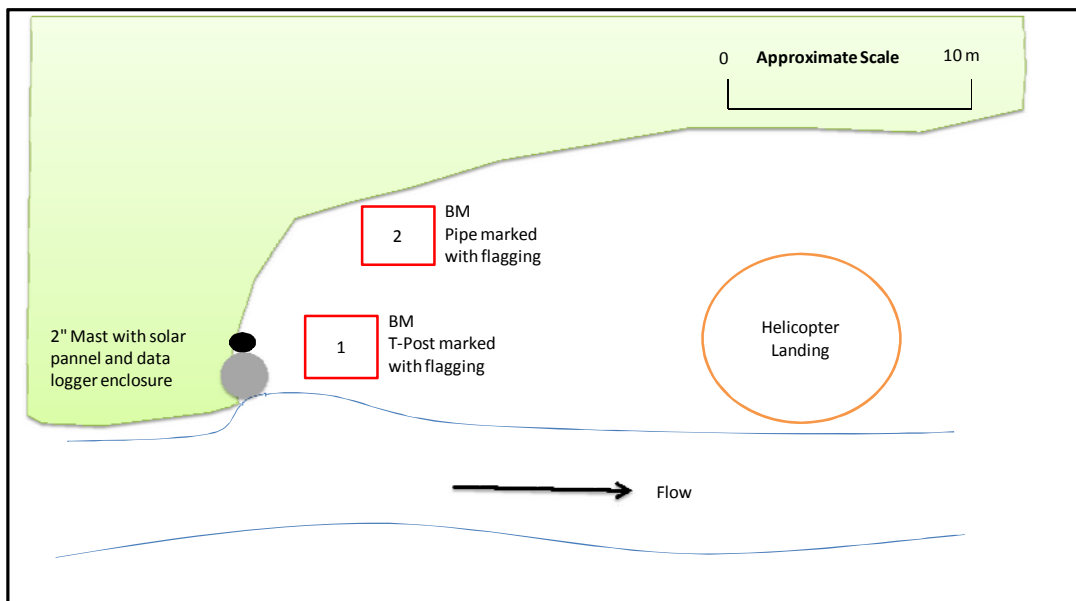 0 Approximate Scale 10 m
BM
2 Pipe marked
with flagging
BM
1 T-Post marked
with flagging
2" Mast with solar
pannel and data
logger enclosure
Helicopter
Landing
Flow